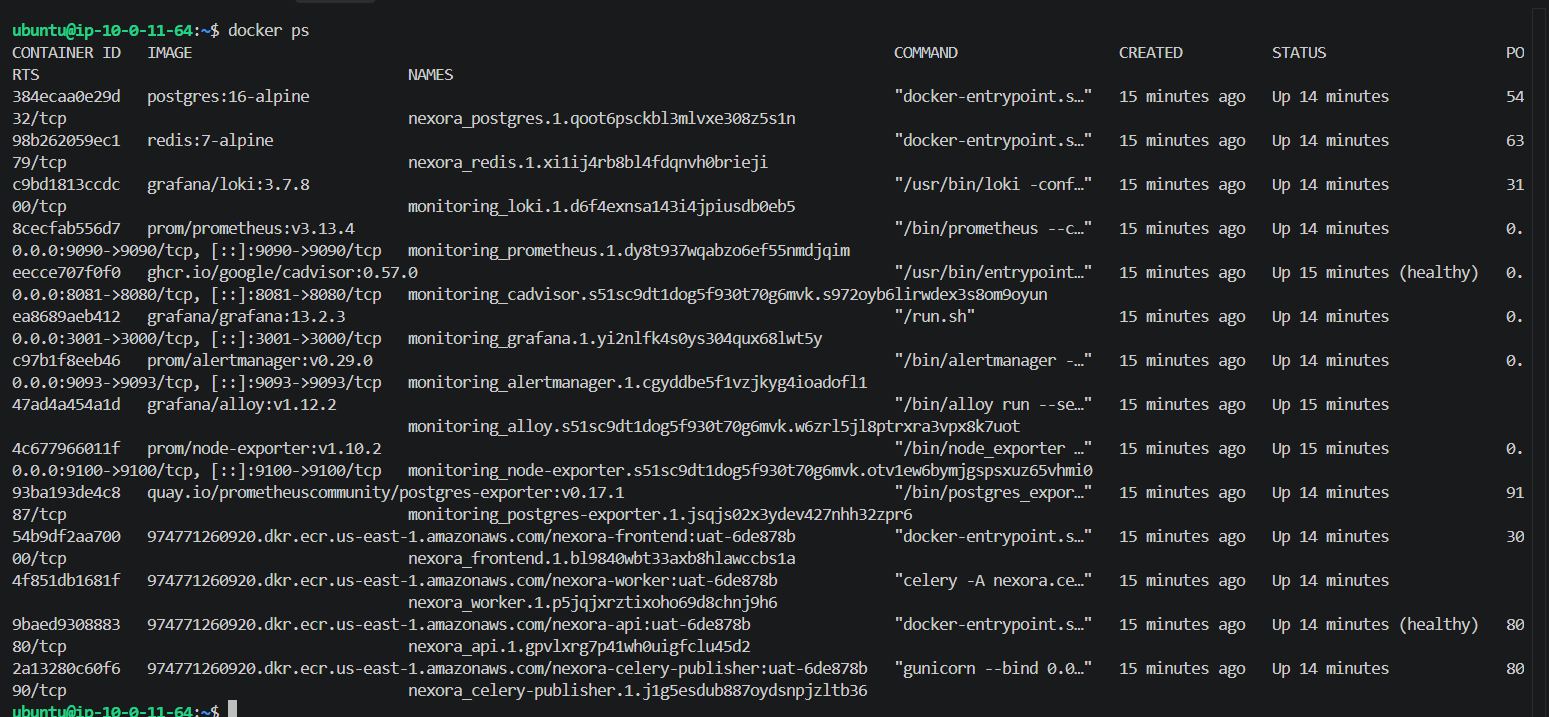 ubuntu@ip-10-0-11-64:~$ docker ps
CONTAINER ID   IMAGE                                                                              COMMAND                  CREATED          STATUS                    PO
RTS                                         NAMES
384ecaa0e29d   postgres:16-alpine                                                                 "docker-entrypoint.s…"   15 minutes ago   Up 14 minutes             54
32/tcp                                      nexora_postgres.1.qoot6psckbl3mlvxe308z5s1n
98b262059ec1   redis:7-alpine                                                                     "docker-entrypoint.s…"   15 minutes ago   Up 14 minutes             63
79/tcp                                      nexora_redis.1.xi1ij4rb8bl4fdqnvh0brieji
c9bd1813ccdc   grafana/loki:3.7.8                                                                 "/usr/bin/loki -conf…"   15 minutes ago   Up 14 minutes             31
00/tcp                                      monitoring_loki.1.d6f4exnsa143i4jpiusdb0eb5
8cecfab556d7   prom/prometheus:v3.13.4                                                            "/bin/prometheus --c…"   15 minutes ago   Up 14 minutes             0.
0.0.0:9090->9090/tcp, [::]:9090->9090/tcp   monitoring_prometheus.1.dy8t937wqabzo6ef55nmdjqim
eecce707f0f0   ghcr.io/google/cadvisor:0.57.0                                                     "/usr/bin/entrypoint…"   15 minutes ago   Up 15 minutes (healthy)   0.
0.0.0:8081->8080/tcp, [::]:8081->8080/tcp   monitoring_cadvisor.s51sc9dt1dog5f930t70g6mvk.s972oyb6lirwdex3s8om9oyun
ea8689aeb412   grafana/grafana:13.2.3                                                             "/run.sh"                15 minutes ago   Up 14 minutes             0.
0.0.0:3001->3000/tcp, [::]:3001->3000/tcp   monitoring_grafana.1.yi2nlfk4s0ys304qux68lwt5y
c97b1f8eeb46   prom/alertmanager:v0.29.0                                                          "/bin/alertmanager -…"   15 minutes ago   Up 14 minutes             0.
0.0.0:9093->9093/tcp, [::]:9093->9093/tcp   monitoring_alertmanager.1.cgyddbe5f1vzjkyg4ioadofl1
47ad4a454a1d   grafana/alloy:v1.12.2                                                              "/bin/alloy run --se…"   15 minutes ago   Up 15 minutes
monitoring_alloy.s51sc9dt1dog5f930t70g6mvk.w6zrl5jl8ptrxra3vpx8k7uot
4c677966011f   prom/node-exporter:v1.10.2                                                         "/bin/node_exporter …"   15 minutes ago   Up 15 minutes             0.
0.0.0:9100->9100/tcp, [::]:9100->9100/tcp   monitoring_node-exporter.s51sc9dt1dog5f930t70g6mvk.otv1ew6bymjgspsxuz65vhmi0
93ba193de4c8   quay.io/prometheuscommunity/postgres-exporter:v0.17.1                              "/bin/postgres_expor…"   15 minutes ago   Up 14 minutes             91
87/tcp                                      monitoring_postgres-exporter.1.jsqjs02x3ydev427nhh32zpr6
54b9df2aa700   974771260920.dkr.ecr.us-east-1.amazonaws.com/nexora-frontend:uat-6de878b           "docker-entrypoint.s…"   15 minutes ago   Up 14 minutes             30
00/tcp                                      nexora_frontend.1.bl9840wbt33axb8hlawccbs1a
4f851db1681f   974771260920.dkr.ecr.us-east-1.amazonaws.com/nexora-worker:uat-6de878b             "celery -A nexora.ce…"   15 minutes ago   Up 14 minutes
nexora_worker.1.p5jqjxrztixoho69d8chnj9h6
9baed9308883   974771260920.dkr.ecr.us-east-1.amazonaws.com/nexora-api:uat-6de878b                "docker-entrypoint.s…"   15 minutes ago   Up 14 minutes (healthy)   80
80/tcp                                      nexora_api.1.gpvlxrg7p41wh0uigfclu45d2
2a13280c60f6   974771260920.dkr.ecr.us-east-1.amazonaws.com/nexora-celery-publisher:uat-6de878b   "gunicorn --bind 0.0…"   15 minutes ago   Up 14 minutes             80
90/tcp                                      nexora_celery-publisher.1.j1g5esdub887oydsnpjzltb36
ubuntu@ip-10-0-11-64:~$